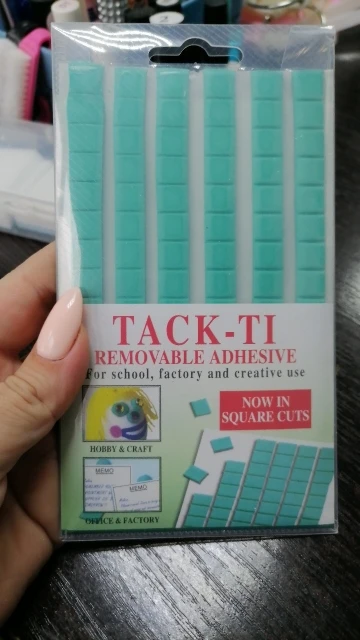 TACK-TI
REMOVABLE ADHESIVE
For school, factory and creative use
NOW IN
SQUARE CUTS
HOBBY & CRAFT
MEMO
MEMO
OFFICE & FACTORY